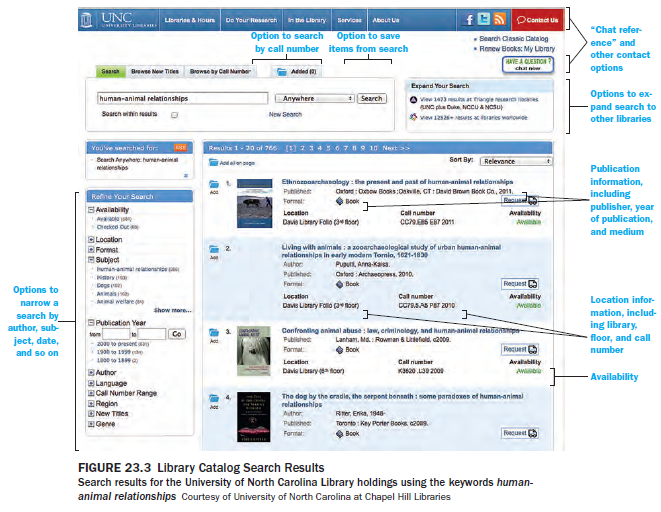 UNC
UNIVERSITY LIBRARIES
Libraries & Hours
Do Your Research
In the Library
Services
About Us
Contact Us
Search Classic Catalog
Renew Books: My Library
HAVE A QUESTION?
chat now
Option to search
by call number
Option to save
items from search
"Chat refer-
ence" and
other contact
options
Search
Browse New Titles
Browse by Call Number
Added (0)
human-animal relationships
Anywhere
Search
Search within results
New Search
Expand Your Search
View 1473 results at Triangle research libraries
(UNC plus Duke, NCCU & NCSU)
View 12526+ results at libraries worldwide
Options to ex-
pand search to
other libraries
You've searched for:
Search Anywhere: human-animal
relationships
Results 1 - 20 of 766 [1] 2 3 4 5 6 7 8 9 10 Next >>
Add all on page
Sort By:
Relevance
Refine Your Search
Availability
Available
Checked Out
Location
Format
Subject
Human-animal relationships
History
Dogs
Animals
Animal welfare
Show more...
Publication Year
from
to
Go
2000 to present
1900 to 1999
1800 to 1899
Author
Language
Call Number Range
Region
New Titles
Genre
Options to
narrow a
search by
author, sub-
ject, date,
and so on
Add
1.
Ethnozooarchaeology : the present and past of human-animal relationships
Published: Oxford : Oxbow Books ; Oakville, CT : David Brown Book Co., 2011.
Format: Book
Request
Location Call number Availability
Davis Library Folio (3rd floor) CC79.E85 E87 2011 Available
Add
2.
Living with animals : a zooarchaeological study of urban human-animal
relationships in early modern Tornio, 1621-1800
Author: Puputti, Anna-Kaisa.
Published: Oxford : Archaeopress, 2010.
Format: Book
Request
Location Call number Availability
Davis Library Folio (3rd floor) CC79.5.A5 P87 2010 Available
Add
3.
Confronting animal abuse : law, criminology, and human-animal relationships
Published: Lanham, Md. : Rowman & Littlefield, c2009.
Format: Book
Request
Location Call number Availability
Davis Library (6th floor) K3620 .L39 2009 Available
Add
4.
The dog by the cradle, the serpent beneath : some paradoxes of human-animal
relationships
Author: Ritter, Erika, 1948-
Published: Toronto : Key Porter Books, c2009.
Format: Book
Request
Publication
information,
including
publisher, year
of publication,
and medium
Location infor-
mation, includ-
ing library,
floor, and call
number
Availability
FIGURE 23.3 Library Catalog Search Results
Search results for the University of North Carolina Library holdings using the keywords human-
animal relationships Courtesy of University of North Carolina at Chapel Hill Libraries